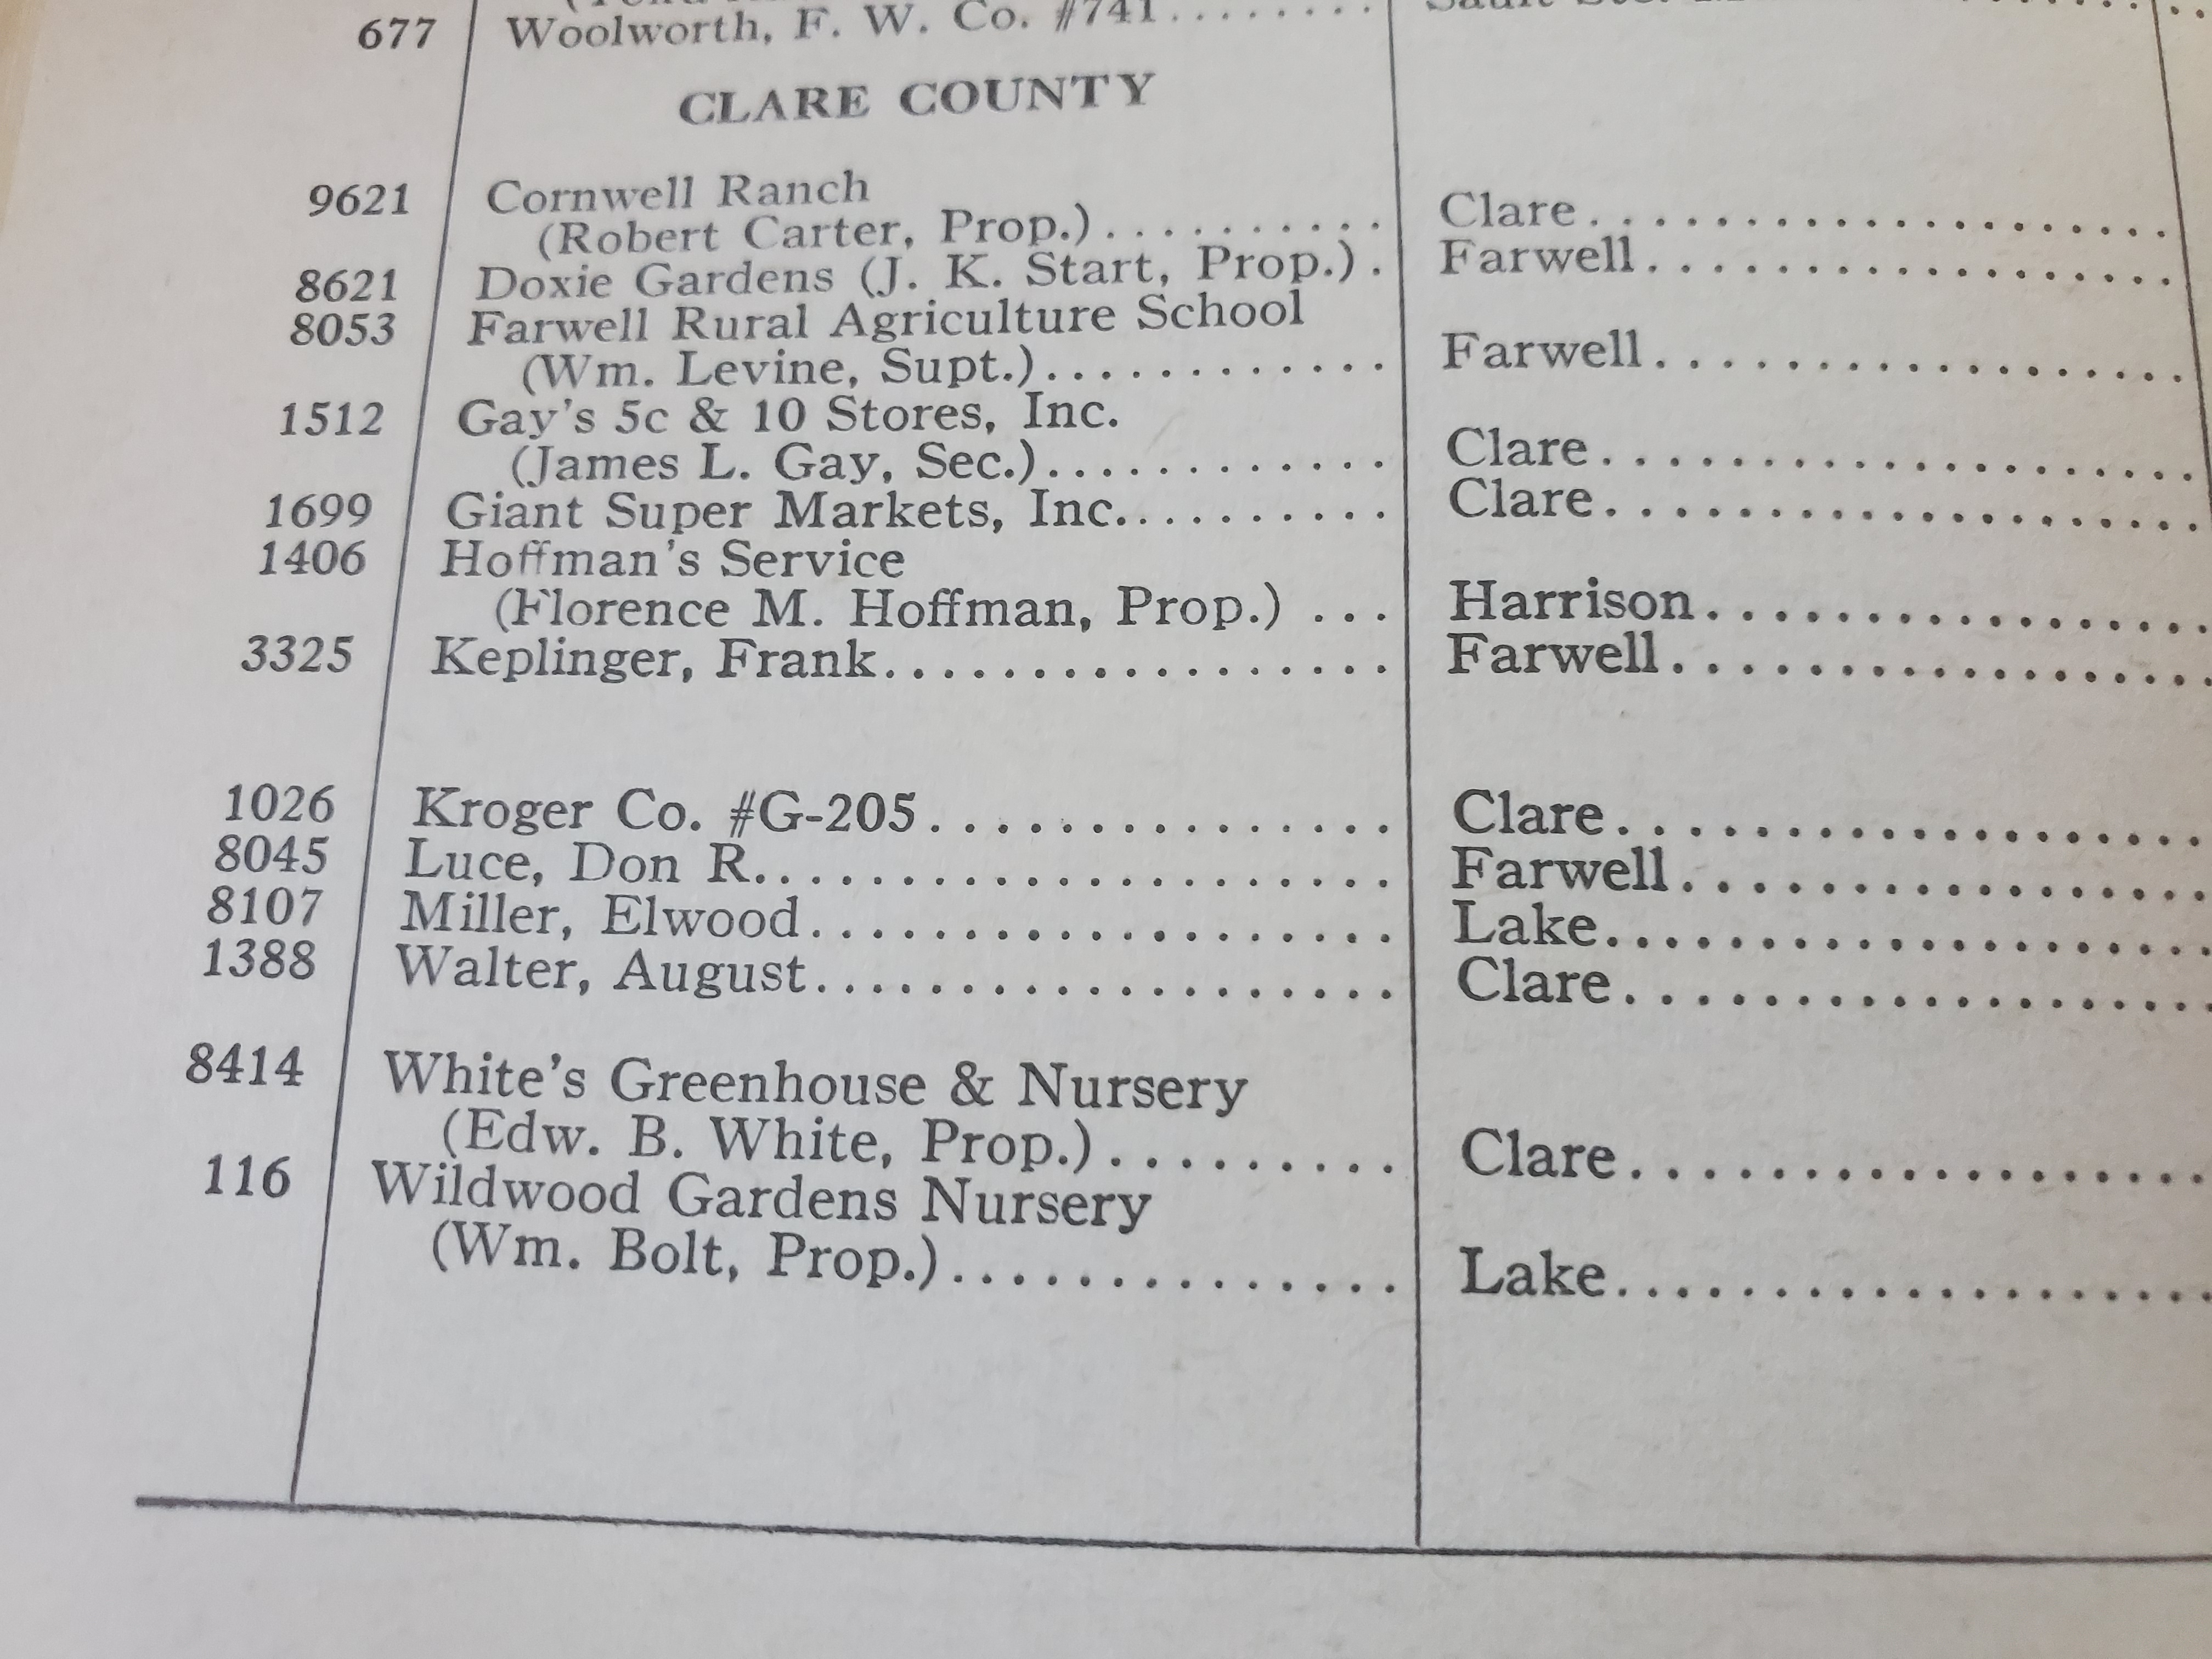 677 Woolworth, F. W. Co. #741........
CLARE COUNTY
9621 Cornwell Ranch
(Robert Carter, Prop.).......... Clare..................
8621 Doxie Gardens (J. K. Start, Prop.). Farwell................
8053 Farwell Rural Agriculture School
(Wm. Levine, Supt.)............ Farwell................
1512 Gay's 5c & 10 Stores, Inc.
(James L. Gay, Sec.)............ Clare..................
1699 Giant Super Markets, Inc.......... Clare..................
1406 Hoffman's Service
(Florence M. Hoffman, Prop.) ... Harrison................
3325 Keplinger, Frank................. Farwell.................
1026 Kroger Co. #G-205............... Clare..................
8045 Luce, Don R..................... Farwell................
8107 Miller, Elwood.................... Lake..................
1388 Walter, August................... Clare..................
8414 White's Greenhouse & Nursery
(Edw. B. White, Prop.)......... Clare..................
116 Wildwood Gardens Nursery
(Wm. Bolt, Prop.).............. Lake..................